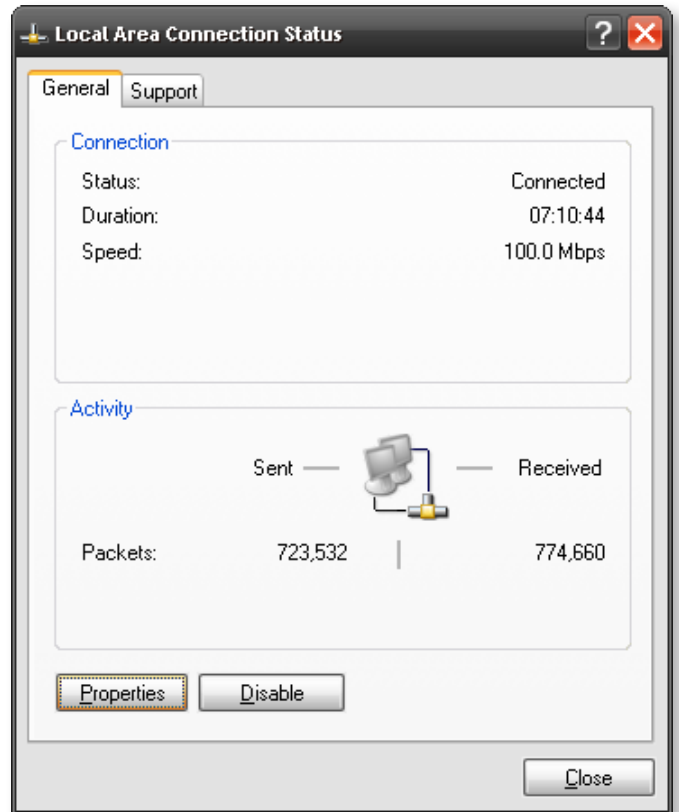 Local Area Connection Status
General Support
Connection
Status: Connected
Duration: 07:10:44
Speed: 100.0 Mbps
Activity
Sent Received
Packets: 723,532 774,660
Properties Disable
Close